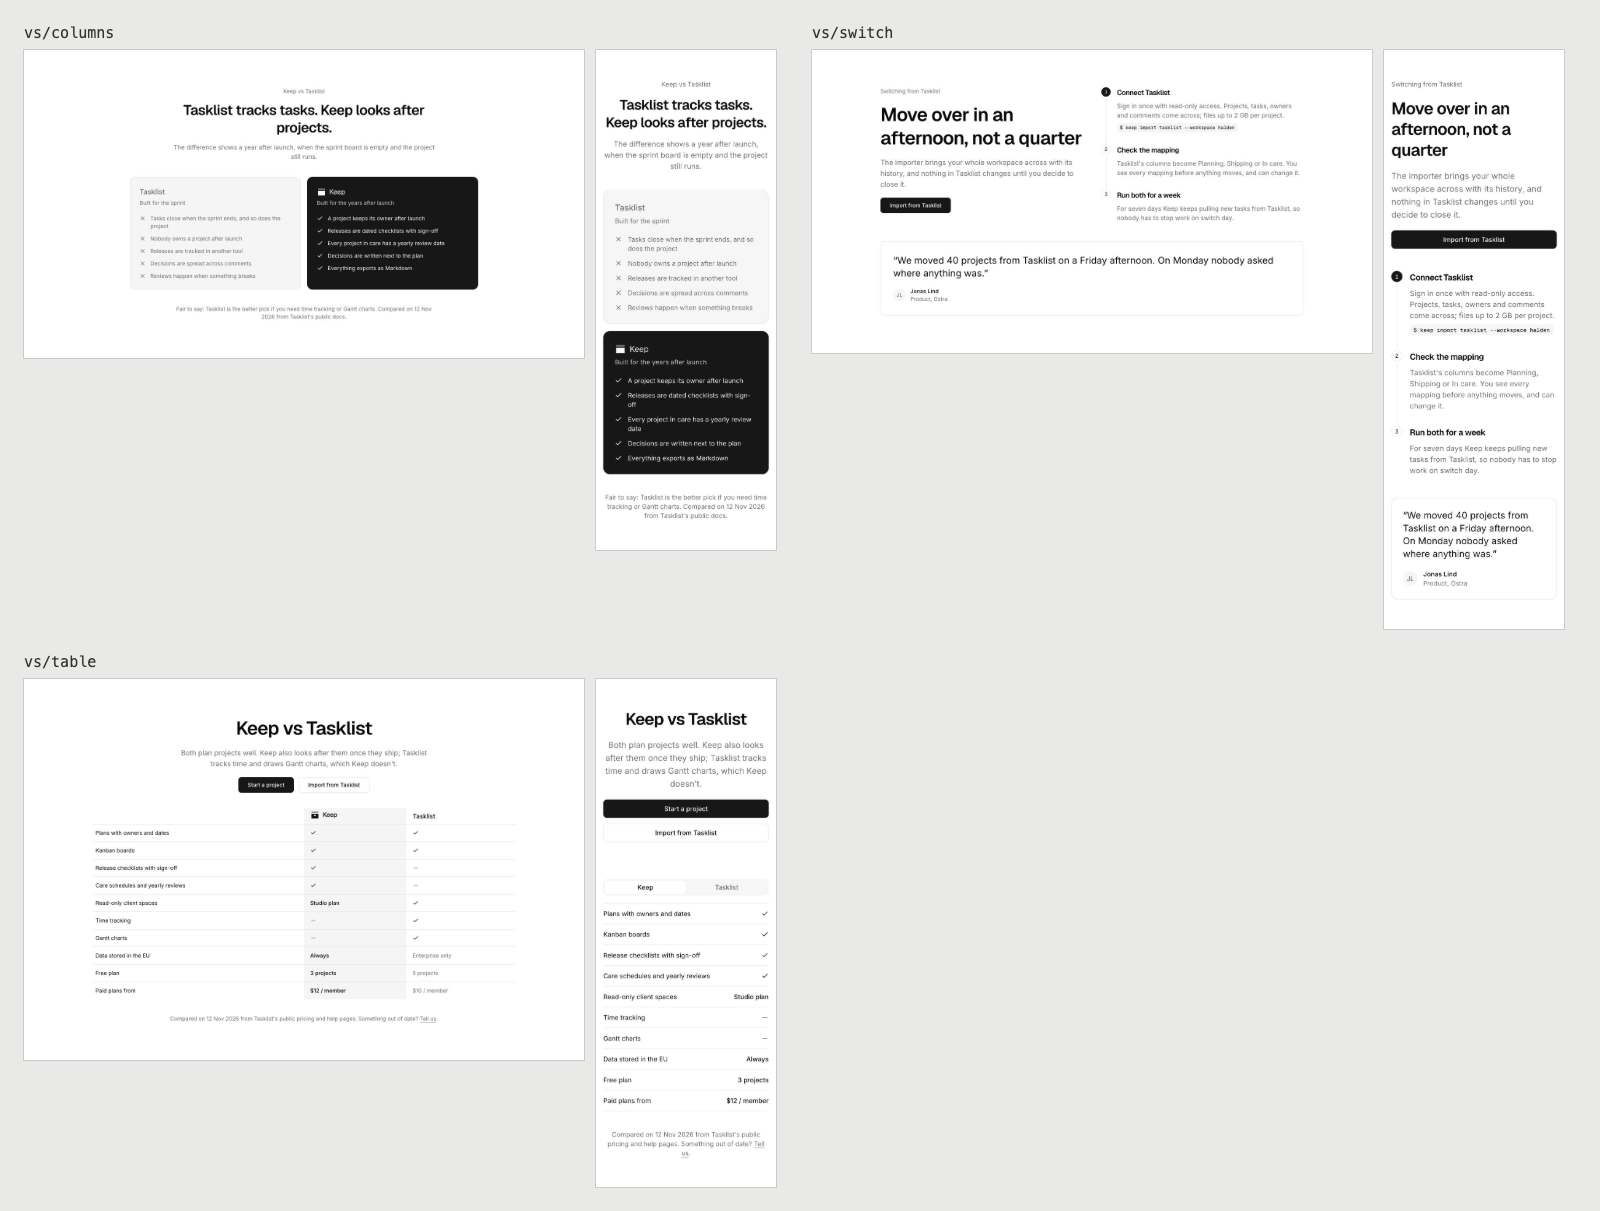 vs/columns
Keep vs Tasklist
Tasklist tracks tasks. Keep looks after
projects.
The difference shows a year after launch, when the sprint board is empty and the project
still runs.
Tasklist
Built for the sprint
Tasks close when the sprint ends, and so does the
project
Nobody owns a project after launch
Releases are tracked in another tool
Decisions are spread across comments
Reviews happen when something breaks
Keep
Built for the years after launch
A project keeps its owner after launch
Releases are dated checklists with sign-off
Every project in care has a yearly review date
Decisions are written next to the plan
Everything exports as Markdown
Fair to say: Tasklist is the better pick if you need time tracking or Gantt charts. Compared on 12 Nov
2026 from Tasklist's public docs.
Keep vs Tasklist
Tasklist tracks tasks.
Keep looks after projects.
The difference shows a year after launch,
when the sprint board is empty and the project
still runs.
Tasklist
Built for the sprint
Tasks close when the sprint ends, and so
does the project
Nobody owns a project after launch
Releases are tracked in another tool
Decisions are spread across comments
Reviews happen when something breaks
Keep
Built for the years after launch
A project keeps its owner after launch
Releases are dated checklists with sign-
off
Every project in care has a yearly review
date
Decisions are written next to the plan
Everything exports as Markdown
Fair to say: Tasklist is the better pick if you need time
tracking or Gantt charts. Compared on 12 Nov 2026
from Tasklist's public docs.
vs/switch
Switching from Tasklist
Move over in an
afternoon, not a quarter
The importer brings your whole workspace across with its
history, and nothing in Tasklist changes until you decide to
close it.
Import from Tasklist
1 Connect Tasklist
Sign in once with read-only access. Projects, tasks, owners
and comments come across; files up to 2 GB per project.
$ keep import tasklist --workspace halden
2 Check the mapping
Tasklist's columns become Planning, Shipping or In care. You
see every mapping before anything moves, and can change it.
3 Run both for a week
For seven days Keep keeps pulling new tasks from Tasklist, so
nobody has to stop work on switch day.
“We moved 40 projects from Tasklist on a Friday afternoon. On Monday nobody asked
where anything was.”
JL
Jonas Lind
Product, Ostra
Switching from Tasklist
Move over in an
afternoon, not a
quarter
The importer brings your whole
workspace across with its history, and
nothing in Tasklist changes until you
decide to close it.
Import from Tasklist
1 Connect Tasklist
Sign in once with read-only access.
Projects, tasks, owners and comments
come across; files up to 2 GB per project.
$ keep import tasklist --workspace halden
2 Check the mapping
Tasklist's columns become Planning,
Shipping or In care. You see every
mapping before anything moves, and can
change it.
3 Run both for a week
For seven days Keep keeps pulling new
tasks from Tasklist, so nobody has to stop
work on switch day.
“We moved 40 projects from
Tasklist on a Friday afternoon.
On Monday nobody asked
where anything was.”
JL
Jonas Lind
Product, Ostra
vs/table
Keep vs Tasklist
Both plan projects well. Keep also looks after them once they ship; Tasklist
tracks time and draws Gantt charts, which Keep doesn't.
Start a project
Import from Tasklist
Keep Tasklist
Plans with owners and dates
Kanban boards
Release checklists with sign-off
Care schedules and yearly reviews
Read-only client spaces Studio plan
Time tracking
Gantt charts
Data stored in the EU Always Enterprise only
Free plan 3 projects 5 projects
Paid plans from $12 / member $10 / member
Compared on 12 Nov 2026 from Tasklist's public pricing and help pages. Something out of date? Tell us.
Keep vs Tasklist
Both plan projects well. Keep also looks
after them once they ship; Tasklist tracks
time and draws Gantt charts, which Keep
doesn't.
Start a project
Import from Tasklist
Keep Tasklist
Plans with owners and dates
Kanban boards
Release checklists with sign-off
Care schedules and yearly reviews
Read-only client spaces Studio plan
Time tracking
Gantt charts
Data stored in the EU Always
Free plan 3 projects
Paid plans from $12 / member
Compared on 12 Nov 2026 from Tasklist's public
pricing and help pages. Something out of date? Tell
us.